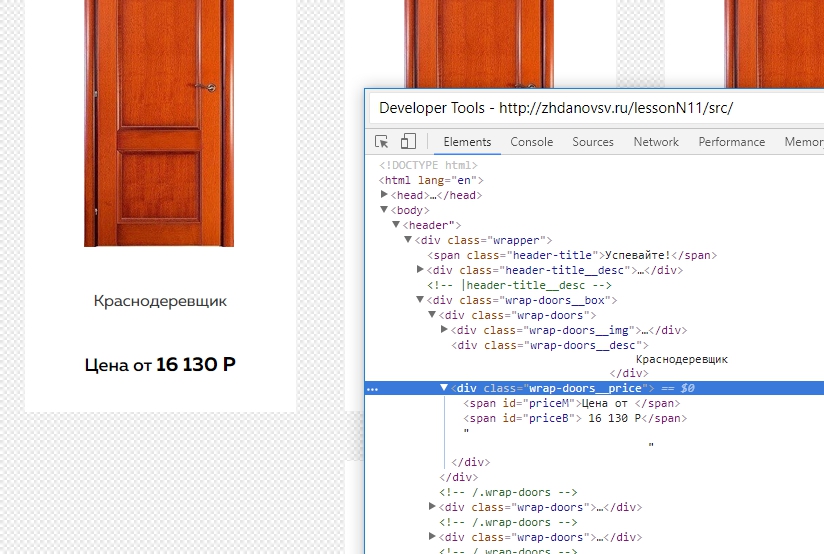 Краснодеревщик
Цена от 16 130 Р
Developer Tools - http://zhdanovsv.ru/lessonN11/src/
Elements Console Sources Network Performance Memory
<!DOCTYPE html>
<html lang="en">
▶<head>…</head>
▼<body>
▼<header">
▼<div class="wrapper">
<span class="header-title">Успевайте!</span>
▶<div class="header-title__desc">…</div>
<!-- |header-title__desc -->
▼<div class="wrap-doors__box">
▼<div class="wrap-doors">
▶<div class="wrap-doors__img">…</div>
<div class="wrap-doors__desc">
Краснодеревщик
</div>
… ▼<div class="wrap-doors__price"> == $0
<span id="priceM">Цена от </span>
<span id="priceB"> 16 130 Р</span>
"
"
</div>
</div>
<!-- /.wrap-doors -->
▶<div class="wrap-doors">…</div>
<!-- /.wrap-doors -->
▶<div class="wrap-doors">…</div>
<!-- /.wrap-doors -->